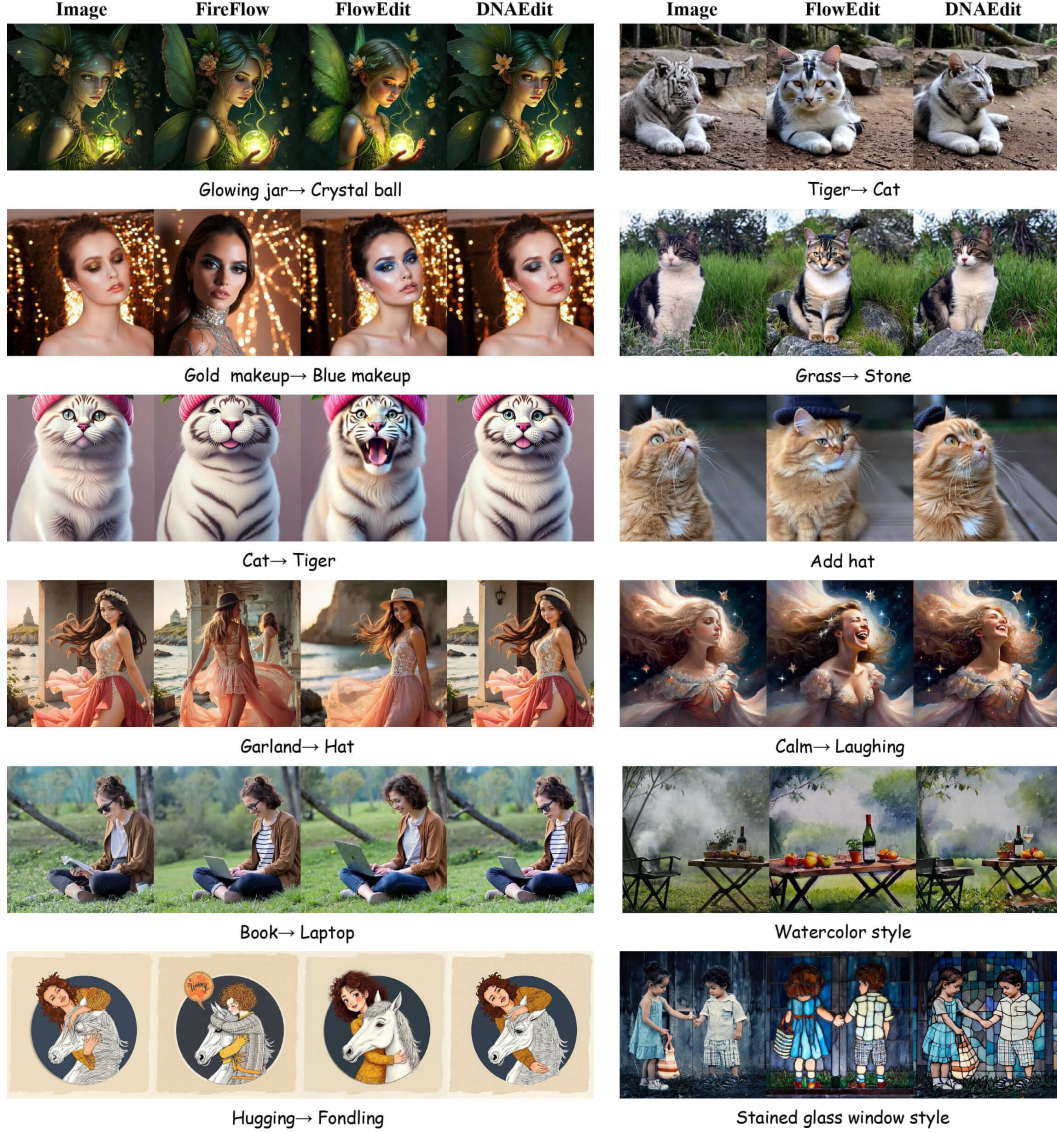 Image FireFlow FlowEdit DNAEdit
Glowing jar→ Crystal ball
Gold makeup→ Blue makeup
Cat→ Tiger
Garland→ Hat
Book→ Laptop
Hugging→ Fondling
Image FlowEdit DNAEdit
Tiger→ Cat
Grass→ Stone
Add hat
Calm→ Laughing
Watercolor style
Stained glass window style